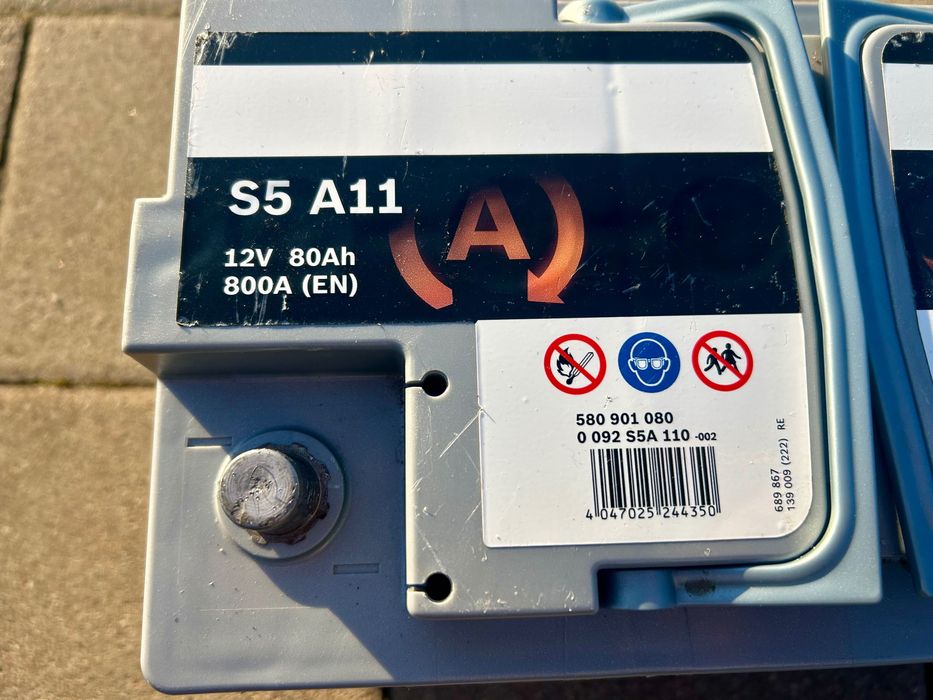 S5 A11
A
12V 80Ah
800A (EN)
580 901 080
0 092 S5A 110 -002
4 047025 244350
689 867
139 009 (222) RE